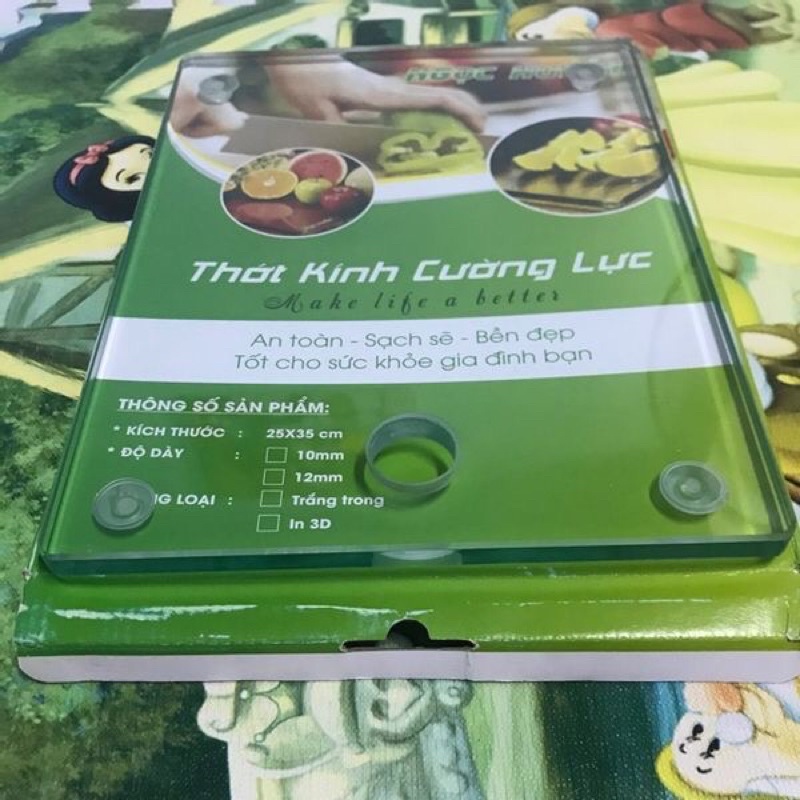 NGỌC
Thớt Kính Cường Lực
Make life a better
An toàn - Sạch sẽ - Bền đẹp
Tốt cho sức khỏe gia đình bạn
THÔNG SỐ SẢN PHẨM:
* KÍCH THƯỚC : 25X35 cm
* ĐỘ DÀY : 10mm
12mm
LOẠI : Trắng trong
In 3D